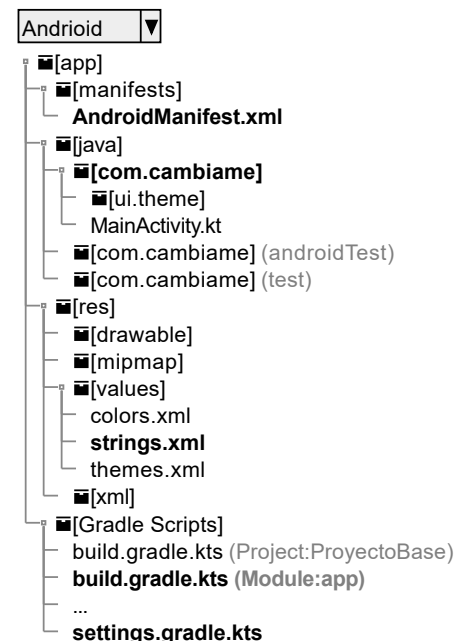 Andrioid
[app]
[manifests]
AndroidManifest.xml
[java]
[com.cambiame]
[ui.theme]
MainActivity.kt
[com.cambiame] (androidTest)
[com.cambiame] (test)
[res]
[drawable]
[mipmap]
[values]
colors.xml
strings.xml
themes.xml
[xml]
[Gradle Scripts]
build.gradle.kts (Project:ProyectoBase)
build.gradle.kts (Module:app)
...
settings.gradle.kts